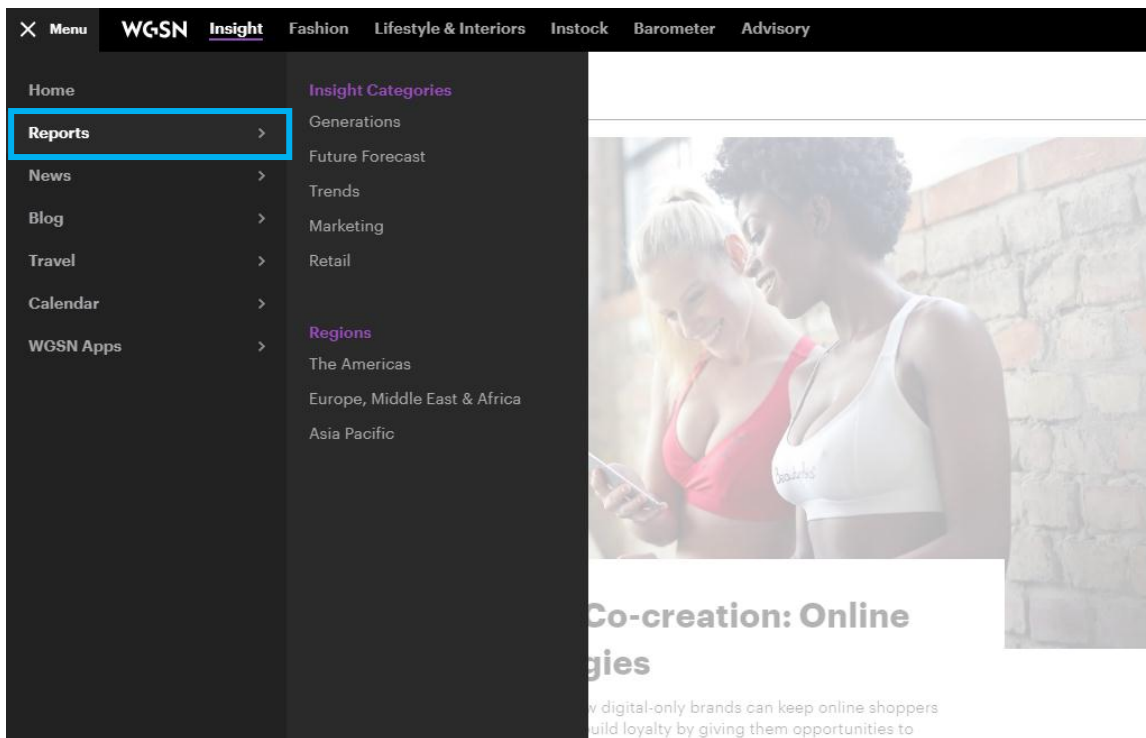 Menu WGSN Insight Fashion Lifestyle & Interiors Instock Barometer Advisory
Home
Reports
News
Blog
Travel
Calendar
WGSN Apps
Insight Categories
Generations
Future Forecast
Trends
Marketing
Retail
Regions
The Americas
Europe, Middle East & Africa
Asia Pacific
Co-creation: Online
digital-only brands can keep online shoppers
loyalty by giving them opportunities to